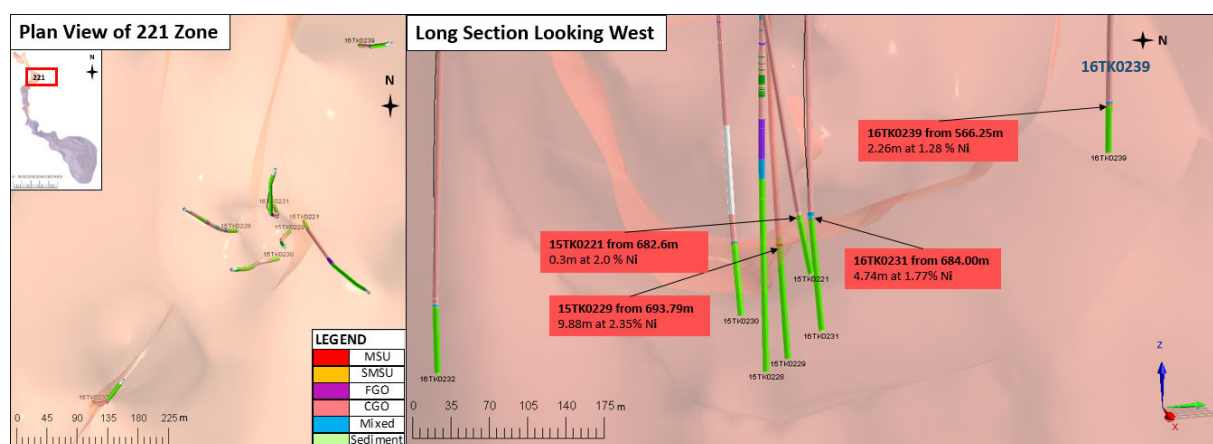 Plan View of 221 Zone
N
221
16TK0239
N
16TK0231
15TK0221
15TK0228
15TK0229
15TK0230
LEGEND
MSU
SMSU
FGO
CGO
Mixed
Sediment
0 45 90 135 180 225 m
Long Section Looking West
N
16TK0239
16TK0239 from 566.25m
2.26m at 1.28 % Ni
16TK0239
15TK0221 from 682.6m
0.3m at 2.0 % Ni
16TK0231 from 684.00m
4.74m at 1.77% Ni
15TK0229 from 693.79m
9.88m at 2.35% Ni
15TK0221
15TK0230
16TK0231
15TK0229
15TK0228
16TK0232
0 35 70 105 140 175 m
Z
X